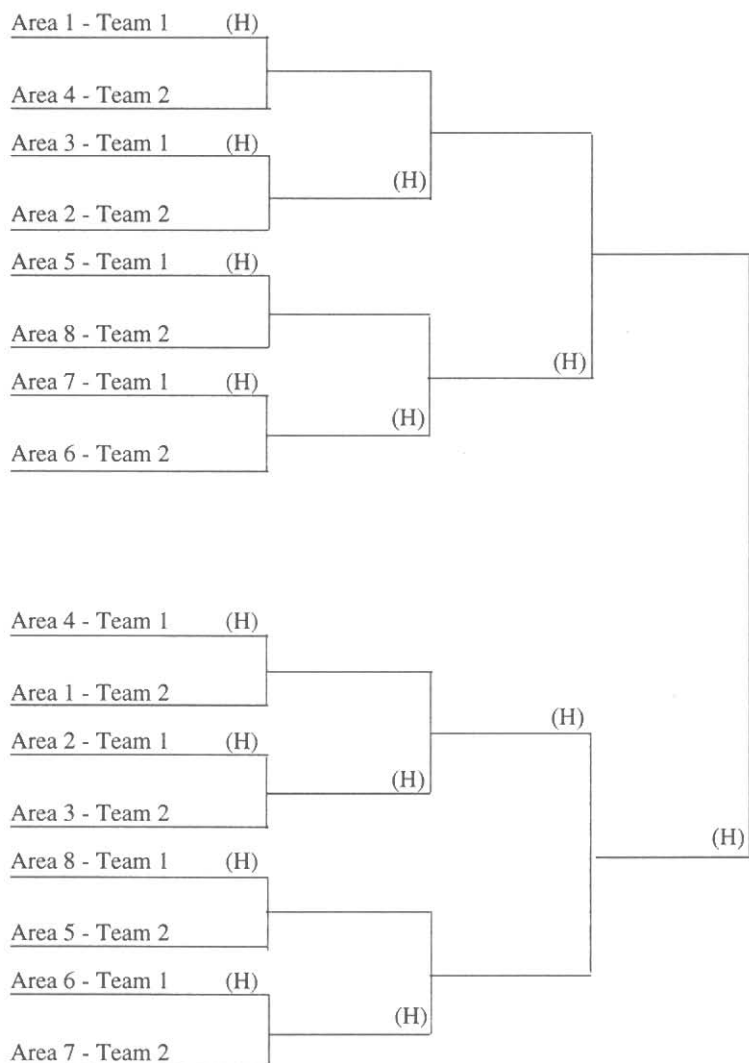 Area 1 - Team 1 (H)
Area 4 - Team 2
Area 3 - Team 1 (H)
(H)
Area 2 - Team 2
Area 5 - Team 1 (H)
Area 8 - Team 2
(H)
Area 7 - Team 1 (H)
(H)
Area 6 - Team 2
Area 4 - Team 1 (H)
Area 1 - Team 2
(H)
Area 2 - Team 1 (H)
(H)
Area 3 - Team 2
(H)
Area 8 - Team 1 (H)
Area 5 - Team 2
Area 6 - Team 1 (H)
(H)
Area 7 - Team 2